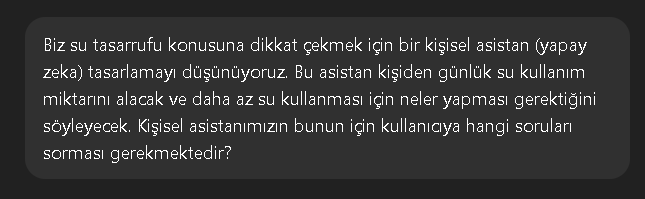 Biz su tasarrufu konusuna dikkat çekmek için bir kişisel asistan (yapay
zeka) tasarlamayı düşünüyoruz. Bu asistan kişiden günlük su kullanım
miktarını alacak ve daha az su kullanması için neler yapması gerektiğini
söyleyecek. Kişisel asistanımızın bunun için kullanıcıya hangi soruları
sorması gerekmektedir?